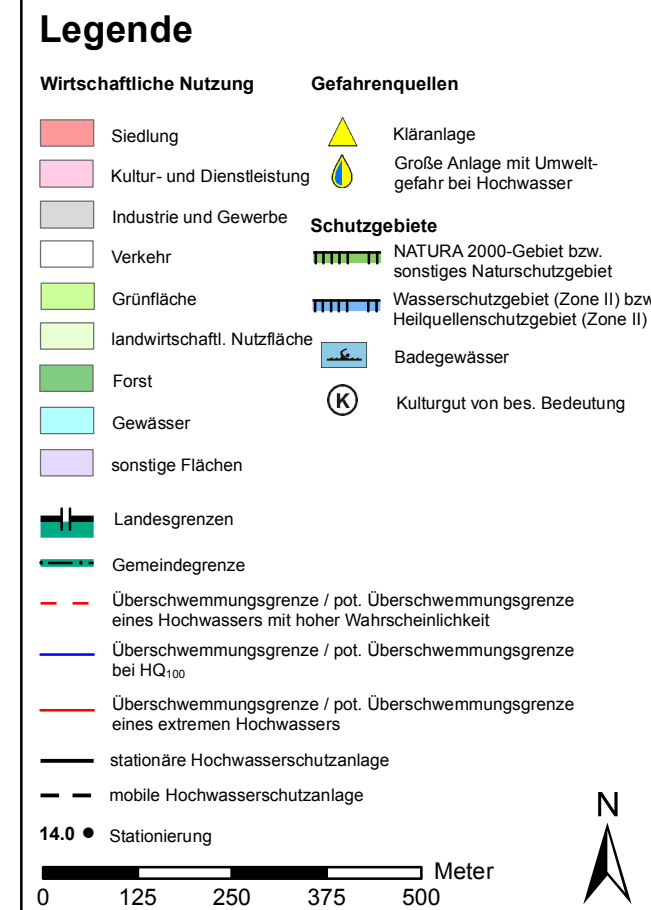 Legende
Wirtschaftliche Nutzung
Siedlung
Kultur- und Dienstleistung
Industrie und Gewerbe
Verkehr
Grünfläche
landwirtschaftl. Nutzfläche
Forst
Gewässer
sonstige Flächen
Gefahrenquellen
Kläranlage
Große Anlage mit Umwelt-
gefahr bei Hochwasser
Schutzgebiete
NATURA 2000-Gebiet bzw.
sonstiges Naturschutzgebiet
Wasserschutzgebiet (Zone II) bzw
Heilquellenschutzgebiet (Zone II)
Badegewässer
K Kulturgut von bes. Bedeutung
Landesgrenzen
Gemeindegrenze
Überschwemmungsgrenze / pot. Überschwemmungsgrenze
eines Hochwassers mit hoher Wahrscheinlichkeit
Überschwemmungsgrenze / pot. Überschwemmungsgrenze
bei HQ₁₀₀
Überschwemmungsgrenze / pot. Überschwemmungsgrenze
eines extremen Hochwassers
stationäre Hochwasserschutzanlage
mobile Hochwasserschutzanlage
14.0 ● Stationierung
Meter
0 125 250 375 500
N